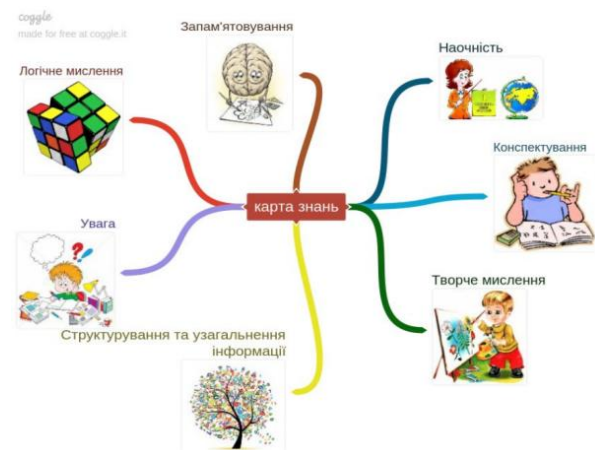 coggle
made for free at coggle.it
Запам'ятовування
Наочність
Логічне мислення
Конспектування
карта знань
Увага
Творче мислення
Структурування та узагальнення
інформації